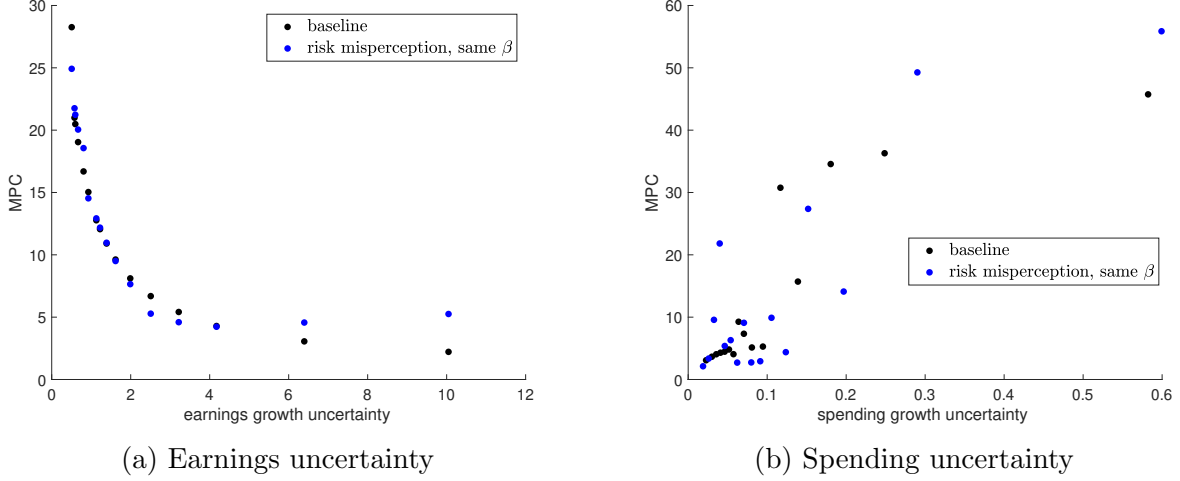 30
25
20
15
10
5
0
MPC
0 2 4 6 8 10 12
earnings growth uncertainty
baseline
risk misperception, same β
(a) Earnings uncertainty
60
50
40
30
20
10
0
MPC
0 0.1 0.2 0.3 0.4 0.5 0.6
spending growth uncertainty
baseline
risk misperception, same β
(b) Spending uncertainty